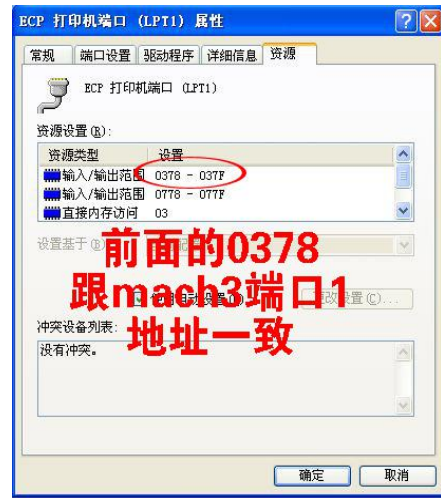 ECP 打印机端口 (LPT1) 属性
常规 端口设置 驱动程序 详细信息 资源
ECP 打印机端口 (LPT1)
资源设置(R):
资源类型 设置
输入/输出范围 0378 - 037F
输入/输出范围 0778 - 077F
直接内存访问 03
设置基于(B):
前面的0378
跟mach3端口1
更改设置(C)...
地址一致
冲突设备列表:
没有冲突。
确定 取消